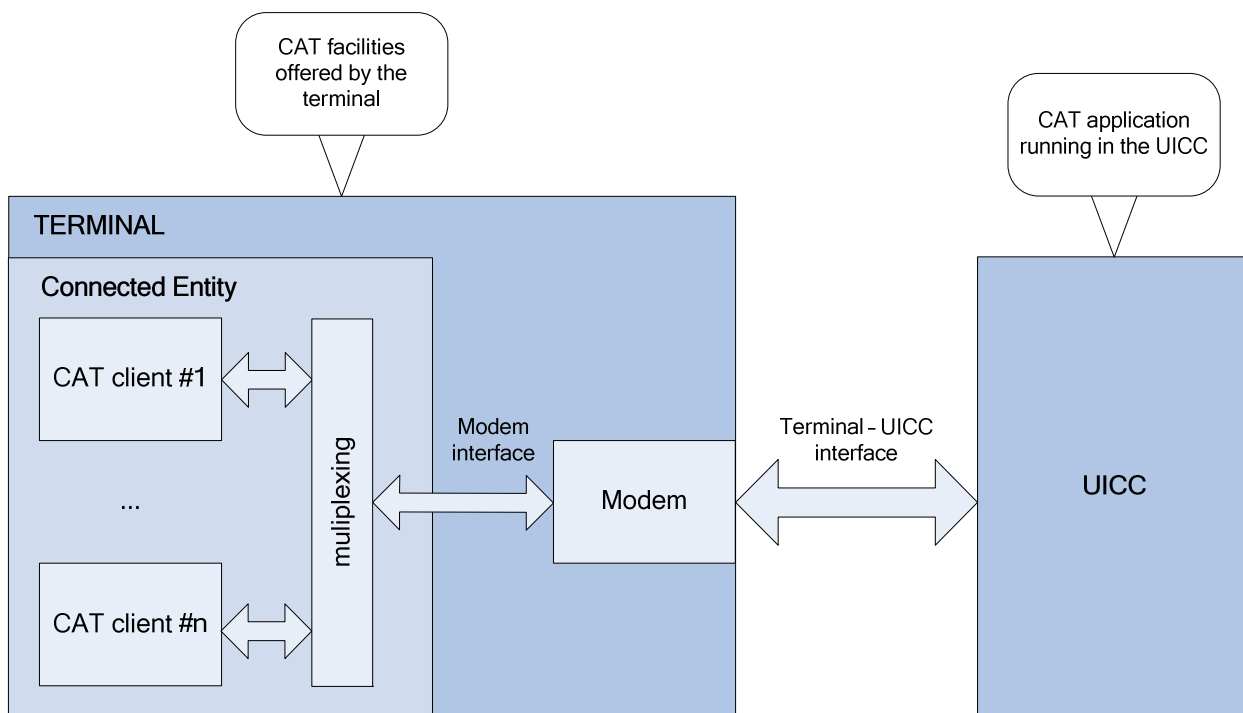 CAT facilities
offered by the
terminal
CAT application
running in the UICC
TERMINAL
Connected Entity
CAT client #1
...
CAT client #n
muliplexing
Modem
interface
Modem
Terminal - UICC
interface
UICC